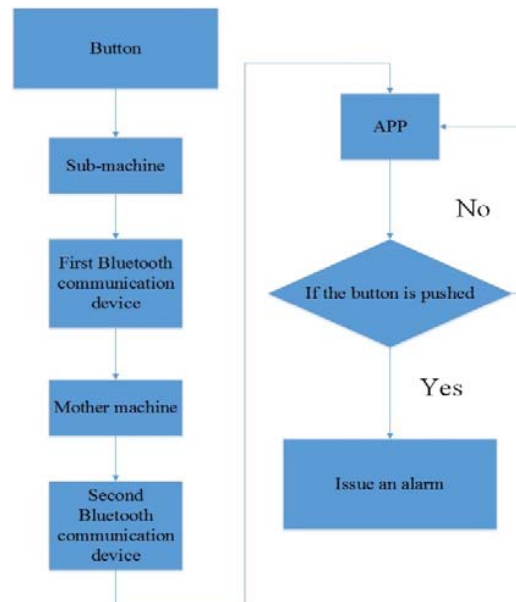 Button
Sub-machine
First Bluetooth
communication
device
Mother machine
Second
Bluetooth
communication
device
APP
No
If the button is pushed
Yes
Issue an alarm